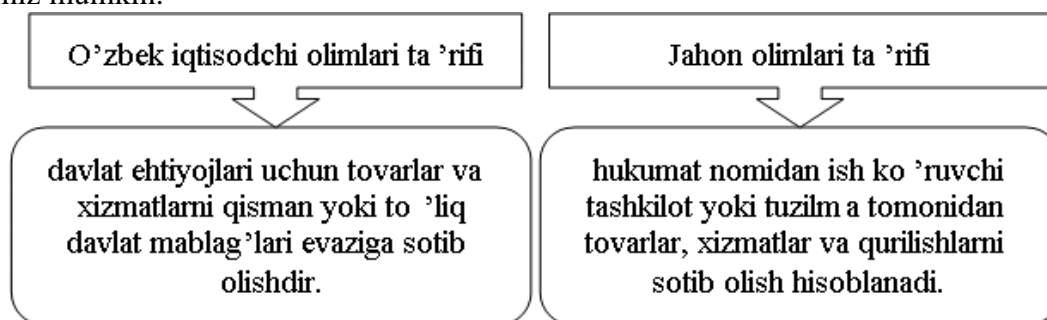 O’zbek iqtisodchi olimlari ta ’rifi
Jahon olimlari ta ’rifi
davlat ehtiyojlari uchun tovarlar va
xizmatlarni qisman yoki to ’liq
davlat mablag’lari evaziga sotib
olishdir.
hukumat nomidan ish ko ’ruvchi
tashkilot yoki tuzilm a tomonidan
tovarlar, xizmatlar va qurilishlarni
sotib olish hisoblanadi.